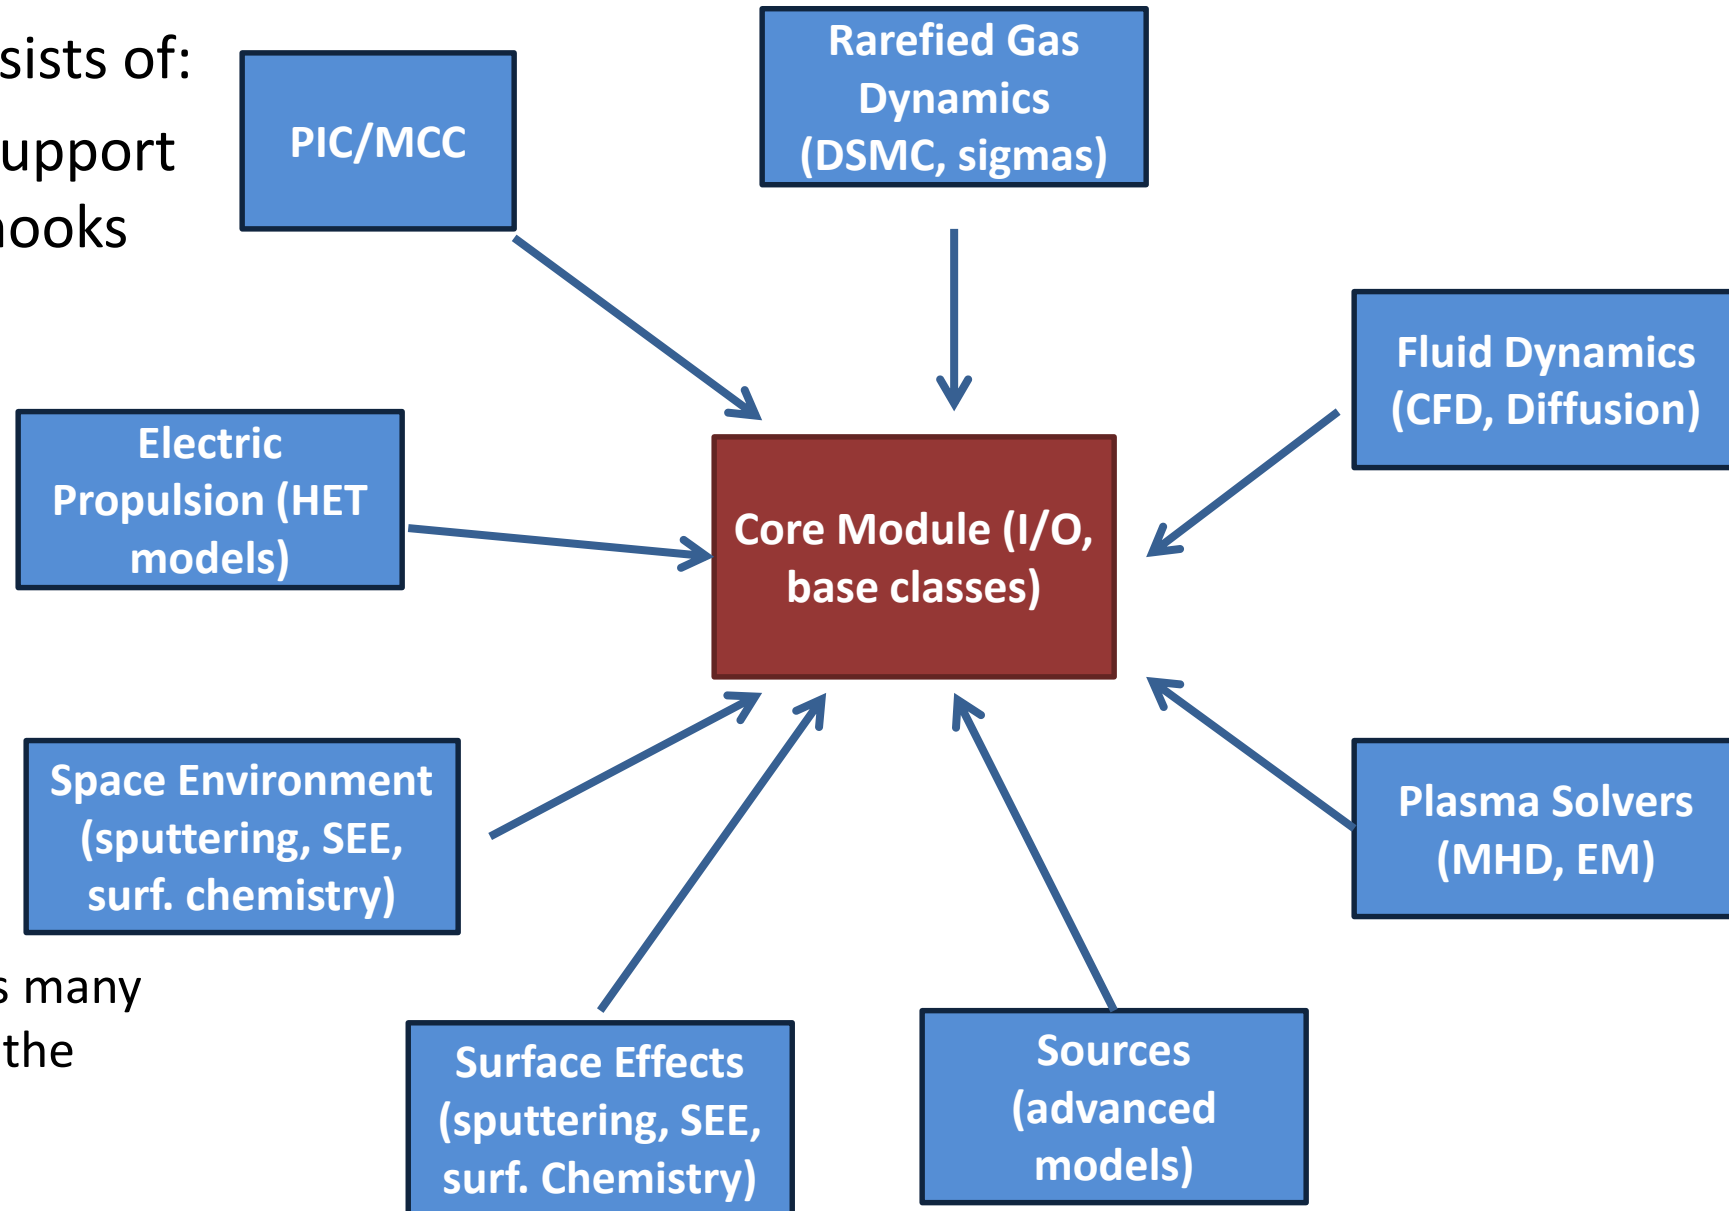 sists of:
upport
hooks
PIC/MCC
Rarefied Gas
Dynamics
(DSMC, sigmas)
Fluid Dynamics
(CFD, Diffusion)
Electric
Propulsion (HET
models)
Core Module (I/O,
base classes)
Space Environment
(sputtering, SEE,
surf. chemistry)
Plasma Solvers
(MHD, EM)
s many
the
Surface Effects
(sputtering, SEE,
surf. Chemistry)
Sources
(advanced
models)